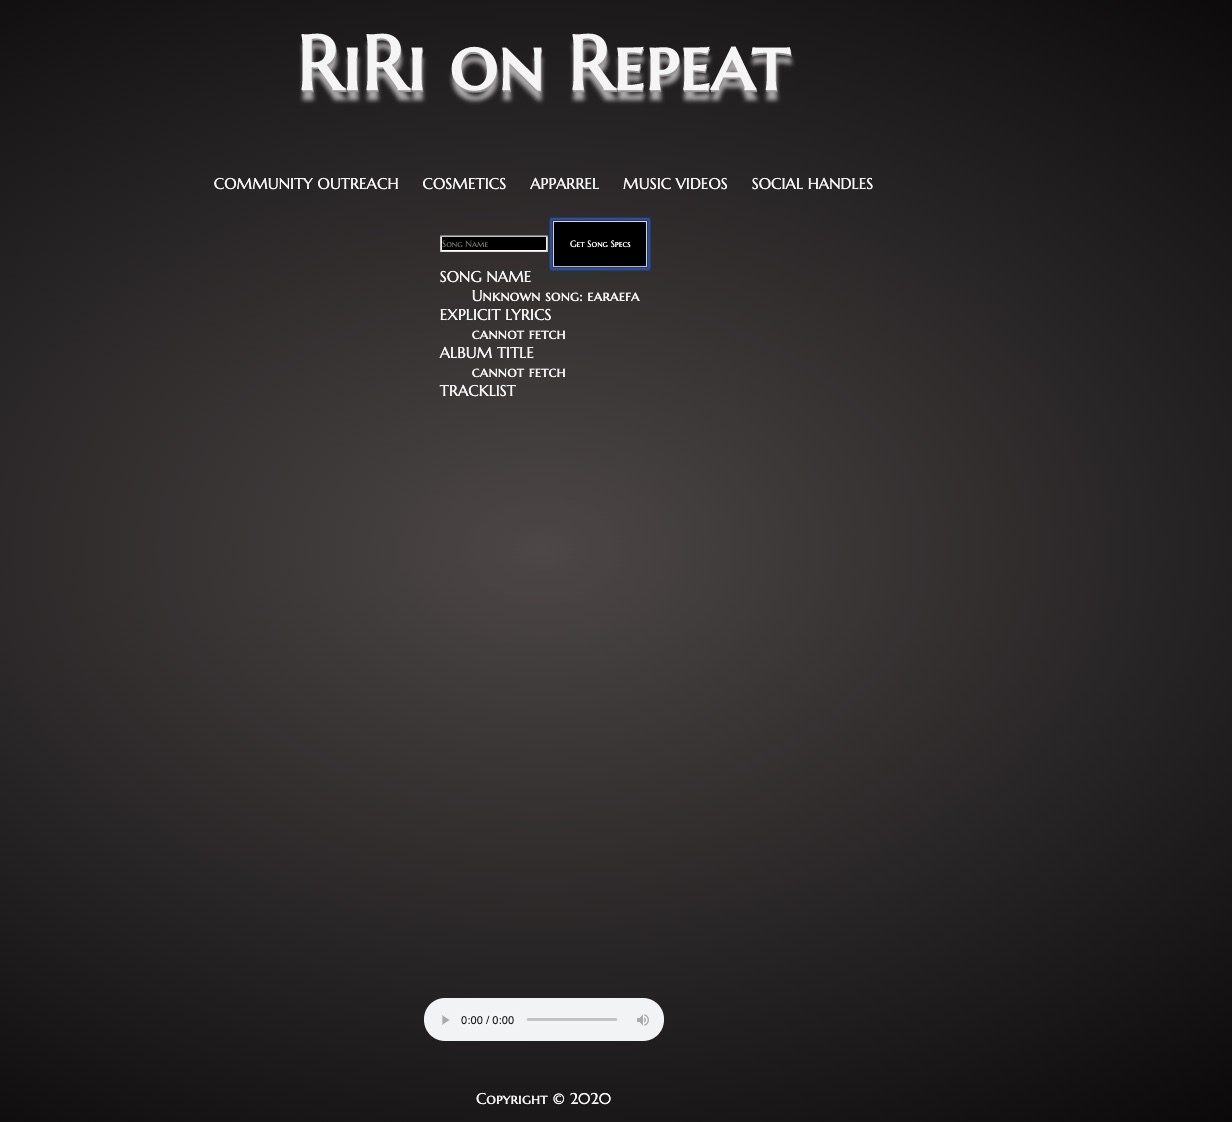 RiRi on Repeat
COMMUNITY OUTREACH COSMETICS APPARREL MUSIC VIDEOS SOCIAL HANDLES
Song Name Get Song Specs
SONG NAME
Unknown song: earaefa
EXPLICIT LYRICS
cannot fetch
ALBUM TITLE
cannot fetch
TRACKLIST
0:00 / 0:00
Copyright © 2020